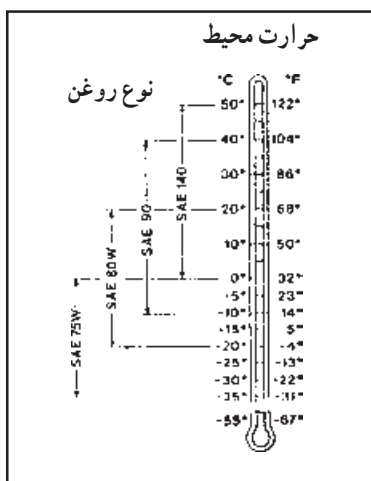 حرارت محیط
نوع روغن
°C °F
50° 122°
40° 104°
30° 86°
20° 68°
10° 50°
0° 32°
-5° 23°
-10° 14°
-15° 5°
-20° -4°
-25° -13°
-30° -22°
-35° -31°
-55° -67°
SAE 140
SAE 90
SAE 80W
SAE 75W